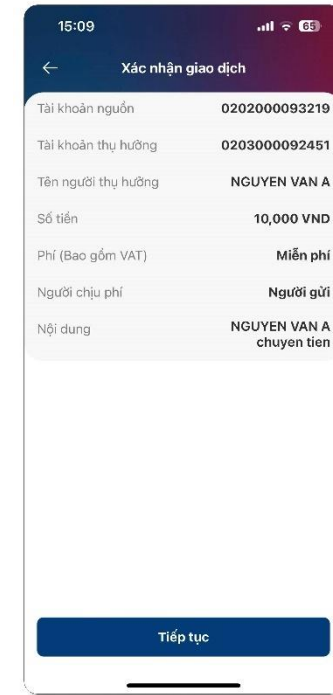 15:09 65
Xác nhận giao dịch
Tài khoản nguồn 0202000093219
Tài khoản thụ hưởng 0203000092451
Tên người thụ hưởng NGUYEN VAN A
Số tiền 10,000 VND
Phí (Bao gồm VAT) Miễn phí
Người chịu phí Người gửi
Nội dung NGUYEN VAN A
chuyen tien
Tiếp tục